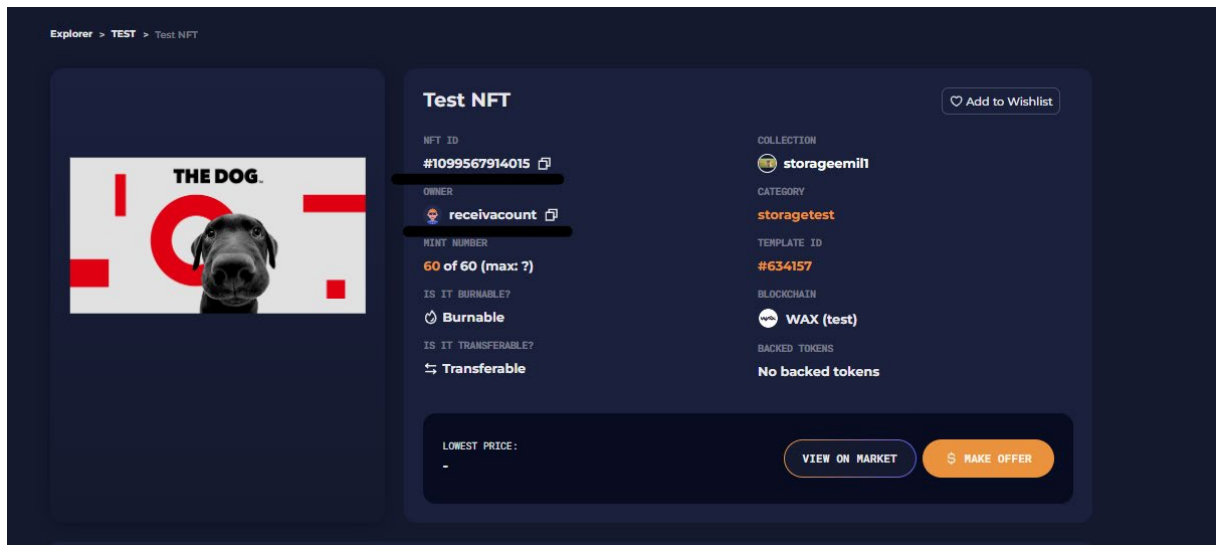 Explorer > TEST > Test NFT
THE DOG.
Test NFT
Add to Wishlist
NFT ID
#1099567914015
OWNER
receivacount
MINT NUMBER
60 of 60 (max: ?)
IS IT BURNABLE?
Burnable
IS IT TRANSFERABLE?
Transferable
COLLECTION
storageemil1
CATEGORY
storagetest
TEMPLATE ID
#634157
BLOCKCHAIN
WAX (test)
BACKED TOKENS
No backed tokens
LOWEST PRICE:
-
VIEW ON MARKET
$ MAKE OFFER